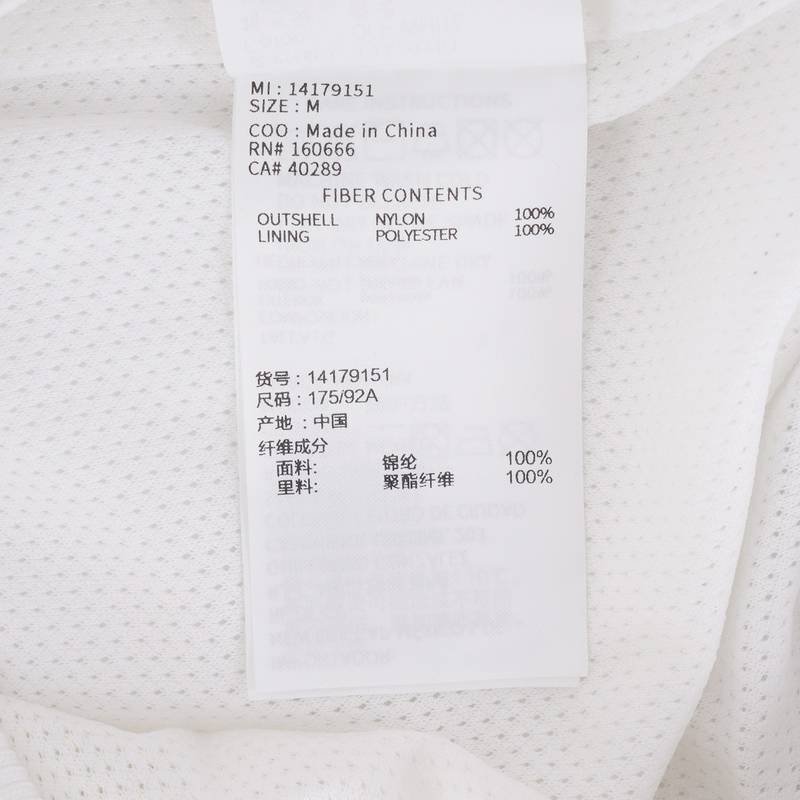 MI : 14179151
SIZE : M
COO : Made in China
RN# 160666
CA# 40289
FIBER CONTENTS
OUTSHELL NYLON 100%
LINING POLYESTER 100%
货号 : 14179151
尺码 : 175/92A
产地 : 中国
纤维成分
面料: 锦纶 100%
里料: 聚酯纤维 100%